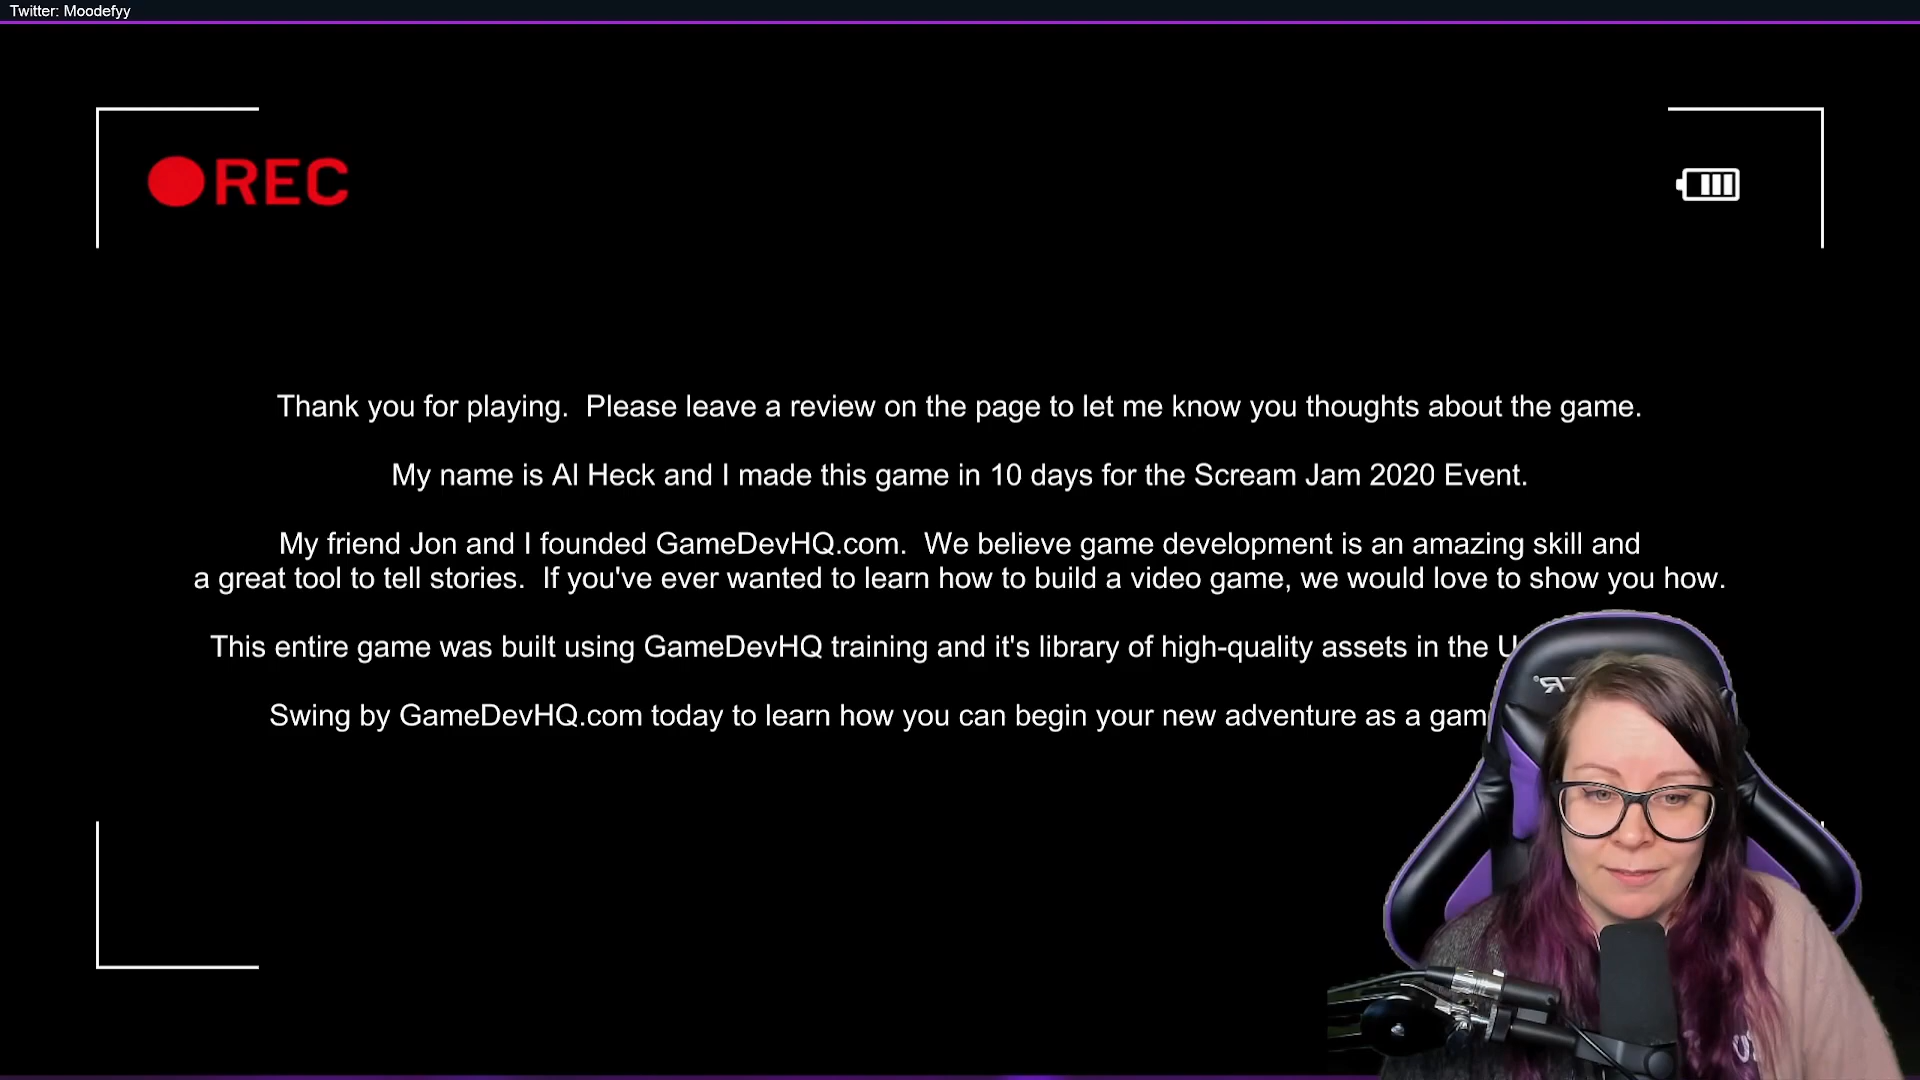 Twitter: Moodefyy
REC
Thank you for playing.  Please leave a review on the page to let me know you thoughts about the game.
My name is Al Heck and I made this game in 10 days for the Scream Jam 2020 Event.
My friend Jon and I founded GameDevHQ.com.  We believe game development is an amazing skill and
a great tool to tell stories.  If you've ever wanted to learn how to build a video game, we would love to show you how.
This entire game was built using GameDevHQ training and it's library of high-quality assets in the
Swing by GameDevHQ.com today to learn how you can begin your new adventure as a